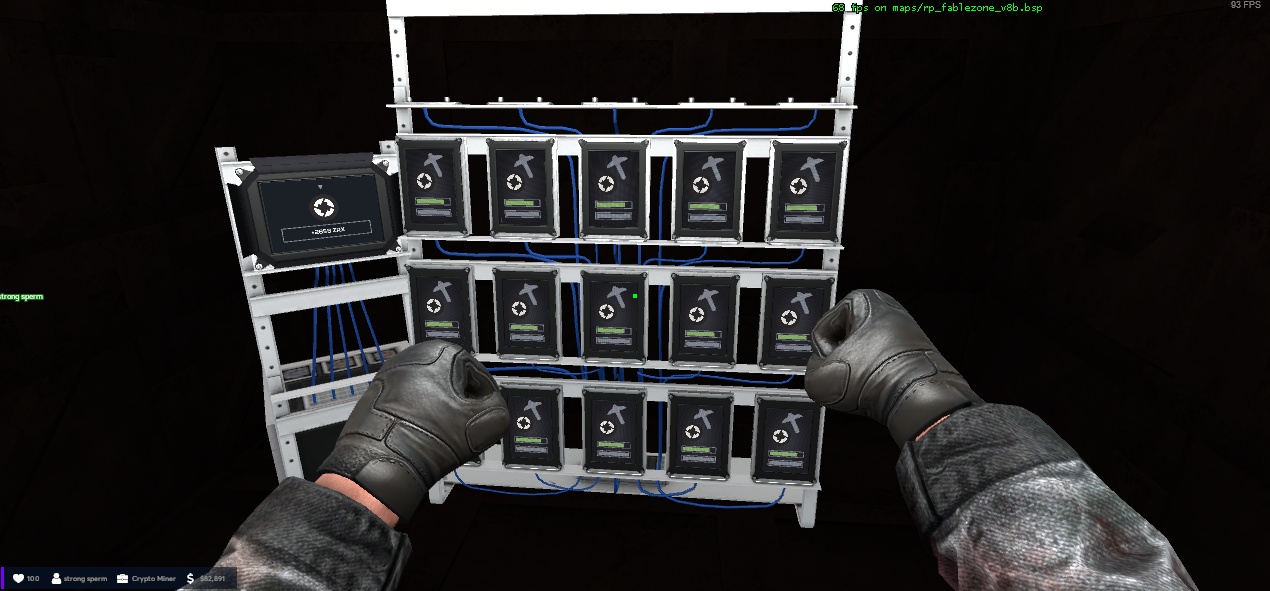 68 fps on maps/rp_fablezone_v8b.bsp
93 FPS
strong sperm
100 strong sperm Crypto Miner $ $82,891